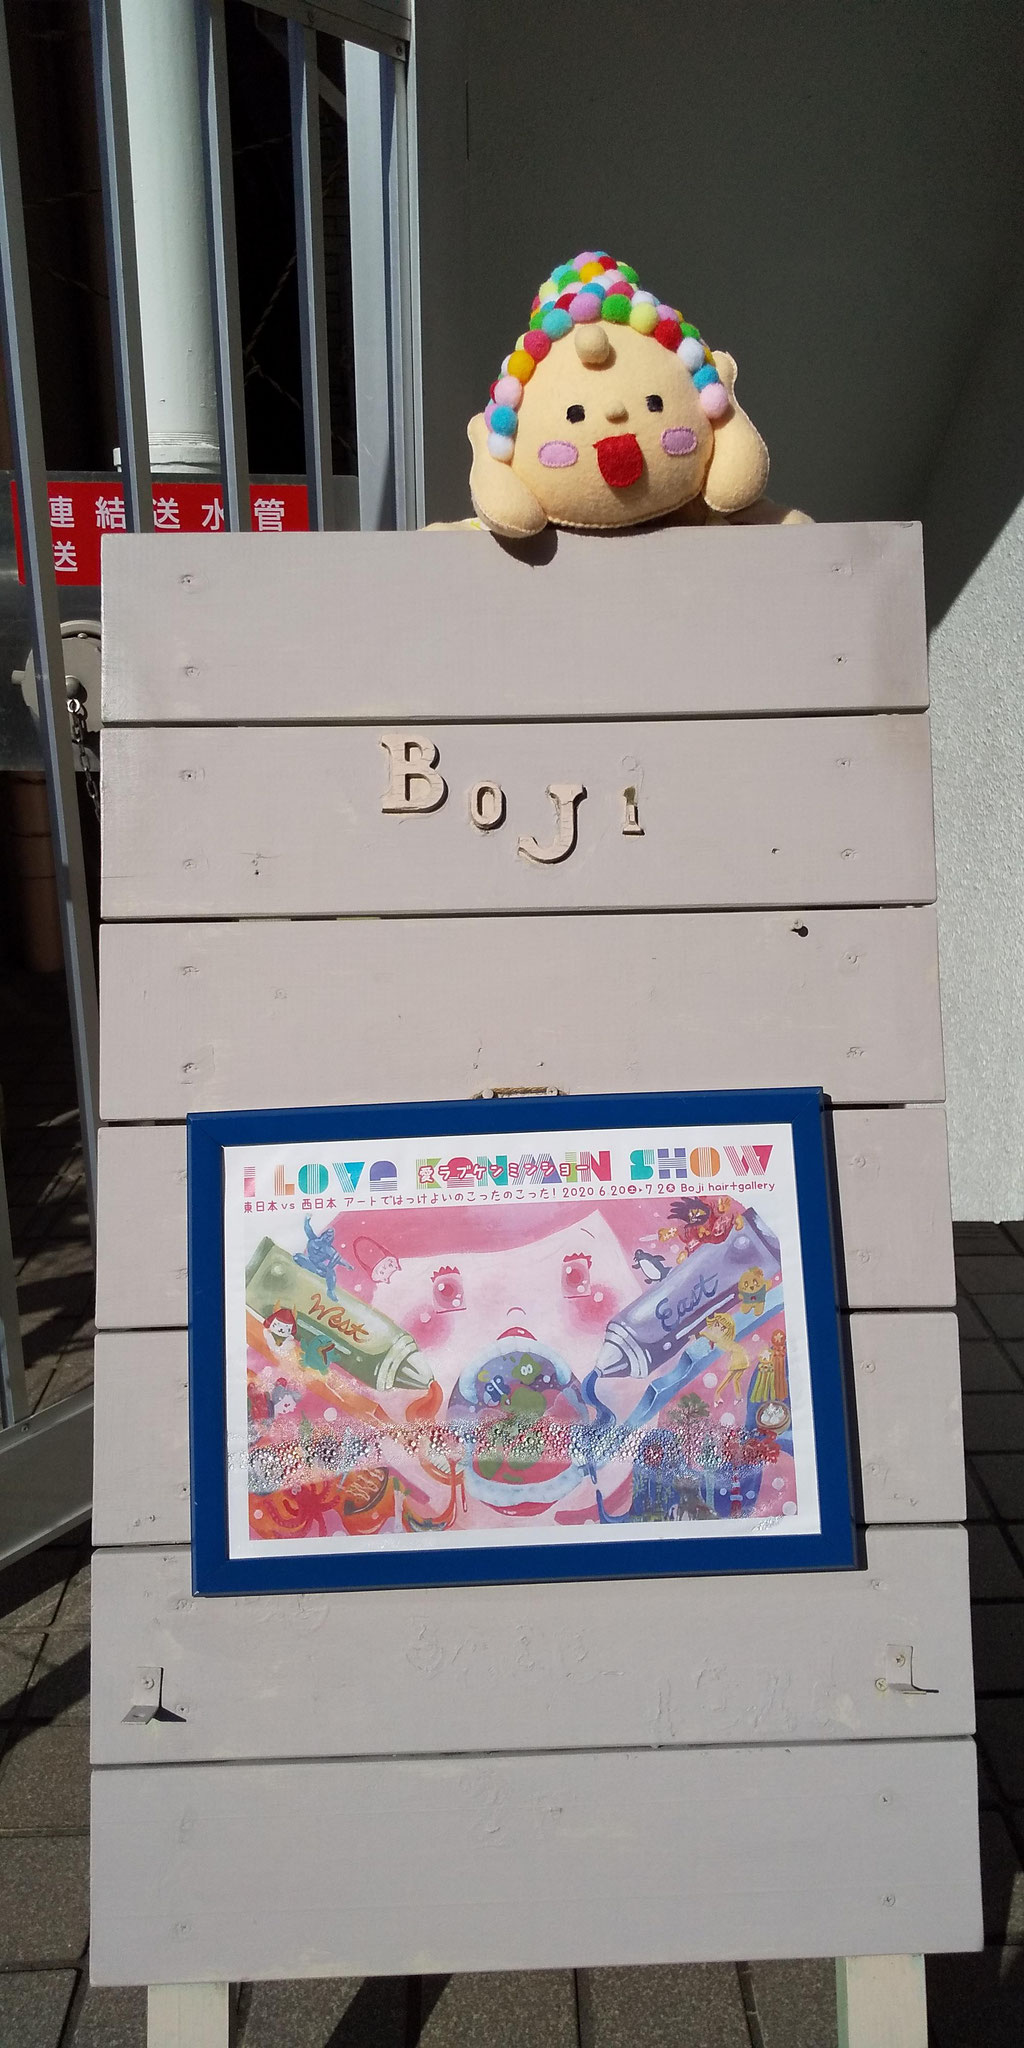 連結送水管
送
BoJi
I LOVE KENMIN SHOW
愛ラブケンミンショー
東日本 vs 西日本 アートではっけよいのこったのこった! 2020 6.20土▸7.2木 Boji hair+gallery
West
East